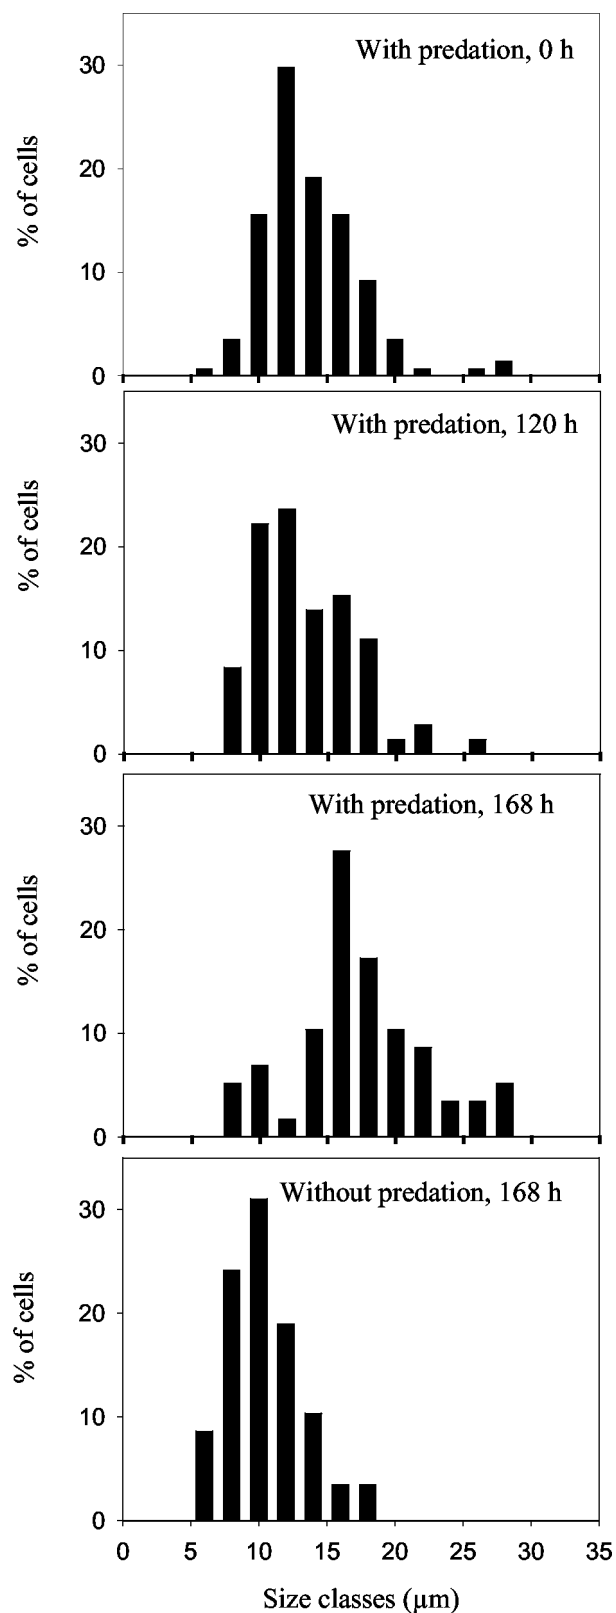 With predation, 0 h
% of cells
30
20
10
0
With predation, 120 h
% of cells
30
20
10
0
With predation, 168 h
% of cells
30
20
10
0
Without predation, 168 h
% of cells
30
20
10
0
0 5 10 15 20 25 30 35
Size classes (µm)